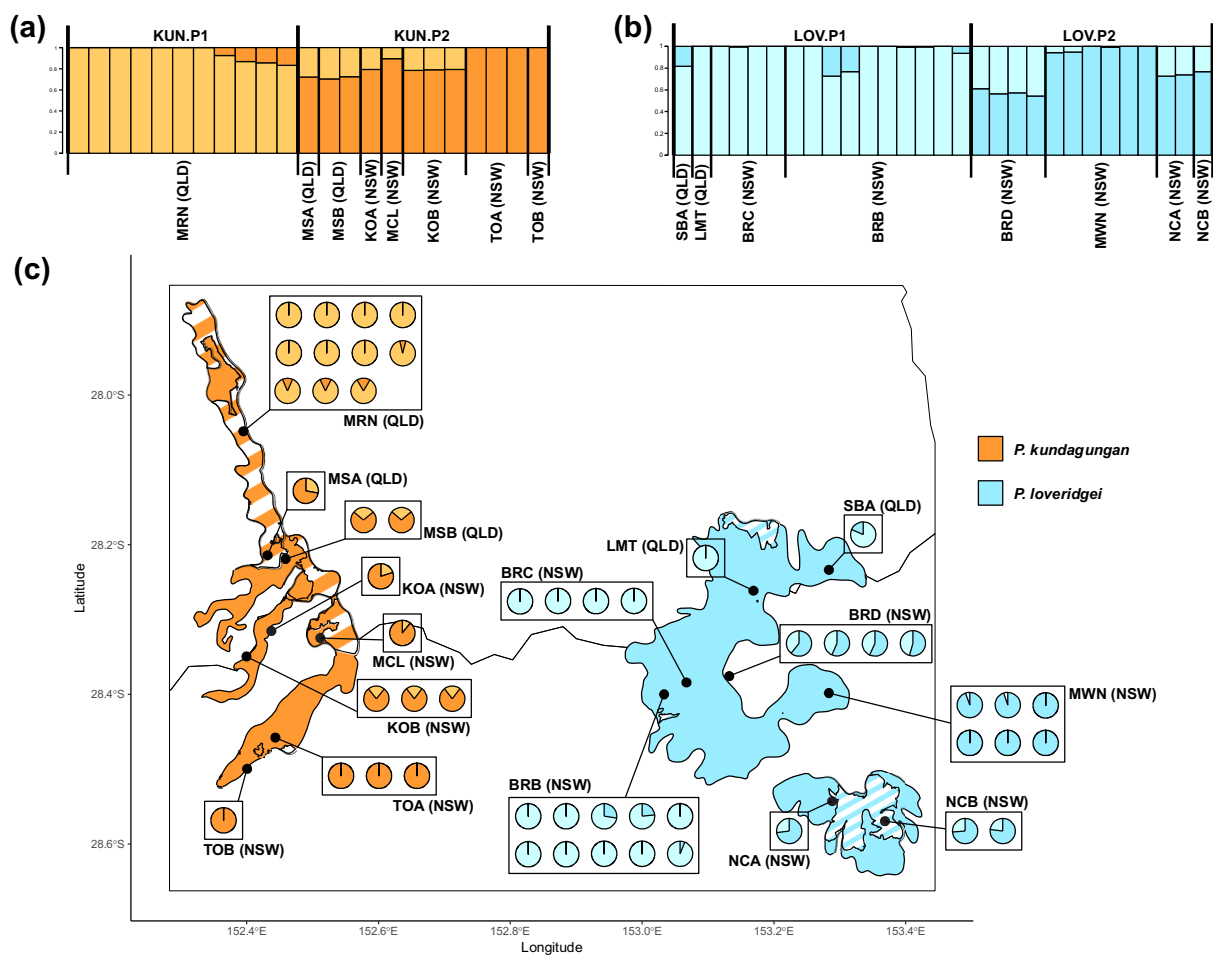 (a)
KUN.P1
KUN.P2
1
0.8
0.6
0.4
0.2
0
MRN (QLD)
MSA (QLD)
MSB (QLD)
KOA (NSW)
MCL (NSW)
KOB (NSW)
TOA (NSW)
TOB (NSW)
(b)
LOV.P1
LOV.P2
1
0.8
0.6
0.4
0.2
0
SBA (QLD)
LMT (QLD)
BRC (NSW)
BRB (NSW)
BRD (NSW)
MWN (NSW)
NCA (NSW)
NCB (NSW)
(c)
MRN (QLD)
MSA (QLD)
MSB (QLD)
KOA (NSW)
MCL (NSW)
KOB (NSW)
TOA (NSW)
TOB (NSW)
SBA (QLD)
LMT (QLD)
BRC (NSW)
BRD (NSW)
MWN (NSW)
BRB (NSW)
NCA (NSW)
NCB (NSW)
P. kundagungan
P. loveridgei
Latitude
28.0°S
28.2°S
28.4°S
28.6°S
152.4°E
152.6°E
152.8°E
153.0°E
153.2°E
153.4°E
Longitude